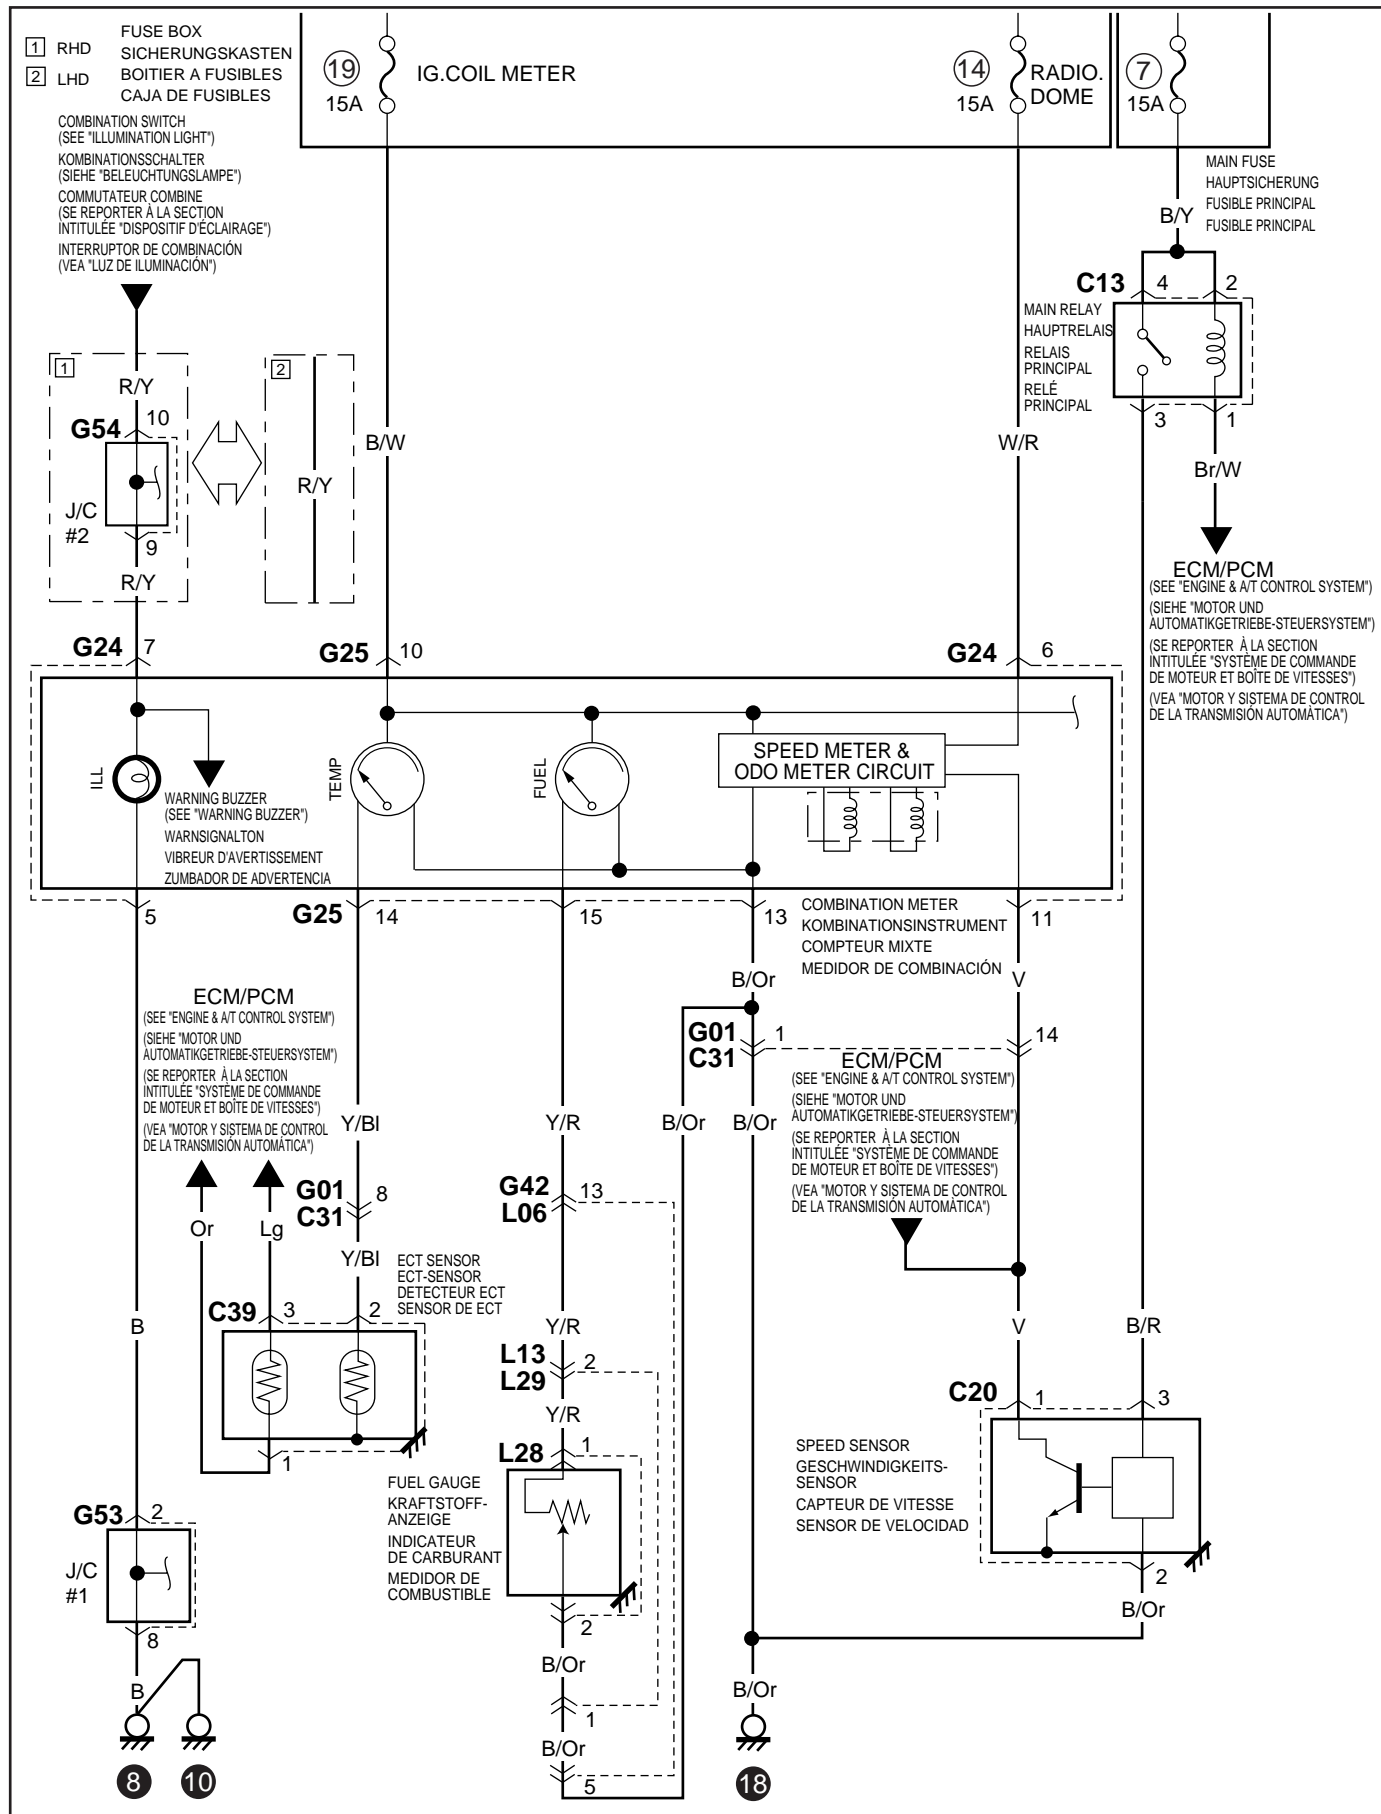 1 RHD
2 LHD
FUSE BOX
SICHERUNGSKASTEN
BOITIER A FUSIBLES
CAJA DE FUSIBLES
19
15A
IG.COIL METER
14
15A
RADIO.
DOME
7
15A
COMBINATION SWITCH
(SEE "ILLUMINATION LIGHT")
KOMBINATIONSSCHALTER
(SIEHE "BELEUCHTUNGSLAMPE")
COMMUTATEUR COMBINE
(SE REPORTER À LA SECTION
INTITULÉE "DISPOSITIF D'ÉCLAIRAGE")
INTERRUPTOR DE COMBINACIÓN
(VEA "LUZ DE ILUMINACIÓN")
MAIN FUSE
HAUPTSICHERUNG
FUSIBLE PRINCIPAL
FUSIBLE PRINCIPAL
B/Y
C13 4 2
MAIN RELAY
HAUPTRELAIS
RELAIS
PRINCIPAL
RELÉ
PRINCIPAL
3 1
1
R/Y
G54 10
J/C
#2
9
R/Y
2
R/Y
B/W
W/R
Br/W
ECM/PCM
(SEE "ENGINE & A/T CONTROL SYSTEM")
(SIEHE "MOTOR UND
AUTOMATIKGETRIEBE-STEUERSYSTEM")
(SE REPORTER À LA SECTION
INTITULÉE "SYSTÈME DE COMMANDE
DE MOTEUR ET BOÎTE DE VITESSES")
(VEA "MOTOR Y SISTEMA DE CONTROL
DE LA TRANSMISIÓN AUTOMÀTICA")
G24 7
G25 10
G24 6
ILL
WARNING BUZZER
(SEE "WARNING BUZZER")
WARNSIGNALTON
VIBREUR D'AVERTISSEMENT
ZUMBADOR DE ADVERTENCIA
TEMP
FUEL
SPEED METER &
ODO METER CIRCUIT
5
G25 14
15
13
11
COMBINATION METER
KOMBINATIONSINSTRUMENT
COMPTEUR MIXTE
MEDIDOR DE COMBINACIÓN
B/Or
V
ECM/PCM
(SEE "ENGINE & A/T CONTROL SYSTEM")
(SIEHE "MOTOR UND
AUTOMATIKGETRIEBE-STEUERSYSTEM")
(SE REPORTER À LA SECTION
INTITULÉE "SYSTÈME DE COMMANDE
DE MOTEUR ET BOÎTE DE VITESSES")
(VEA "MOTOR Y SISTEMA DE CONTROL
DE LA TRANSMISIÓN AUTOMÁTICA")
G01 1
C31
14
ECM/PCM
(SEE "ENGINE & A/T CONTROL SYSTEM")
(SIEHE "MOTOR UND
AUTOMATIKGETRIEBE-STEUERSYSTEM")
(SE REPORTER À LA SECTION
INTITULÉE "SYSTÈME DE COMMANDE
DE MOTEUR ET BOÎTE DE VITESSES")
(VEA "MOTOR Y SISTEMA DE CONTROL
DE LA TRANSMISIÓN AUTOMÁTICA")
Y/Bl
Y/R
B/Or
B/Or
Or
Lg
G01 8
C31
Y/Bl
G42 13
L06
ECT SENSOR
ECT-SENSOR
DETECTEUR ECT
SENSOR DE ECT
C39 3 2
1
B
Y/R
V
B/R
L13 2
L29
Y/R
C20 1 3
L28 1
FUEL GAUGE
KRAFTSTOFF-
ANZEIGE
INDICATEUR
DE CARBURANT
MEDIDOR DE
COMBUSTIBLE
2
SPEED SENSOR
GESCHWINDIGKEITS-
SENSOR
CAPTEUR DE VITESSE
SENSOR DE VELOCIDAD
2
B/Or
G53 2
J/C
#1
8
B
B/Or
1
B/Or
5
B/Or
8
10
18